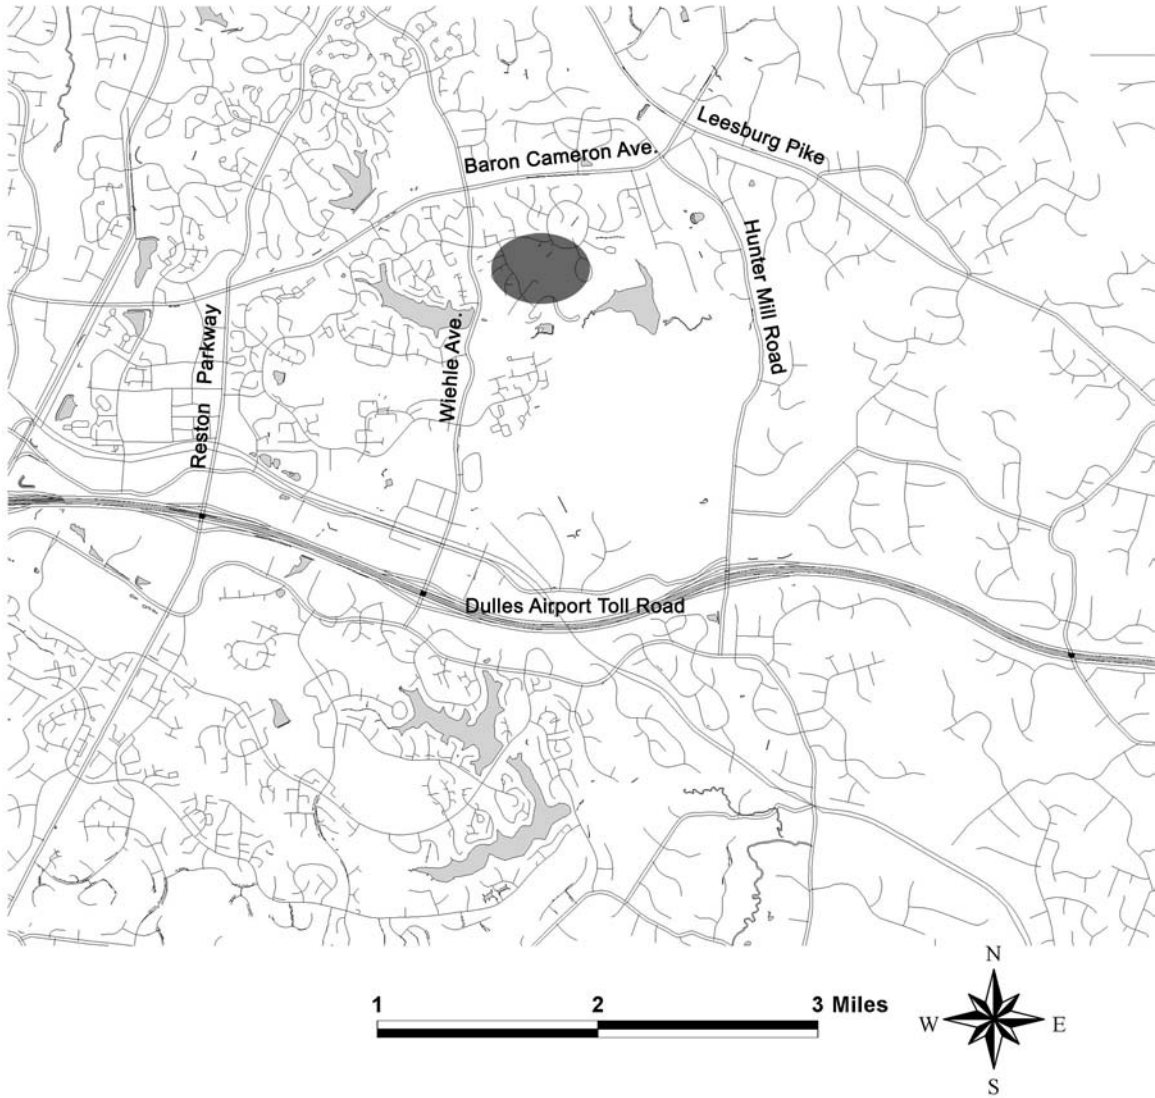 Leesburg Pike
Baron Cameron Ave.
Hunter Mill Road
Reston Parkway
Wiehle Ave.
Dulles Airport Toll Road
1 2 3 Miles
N
W E
S